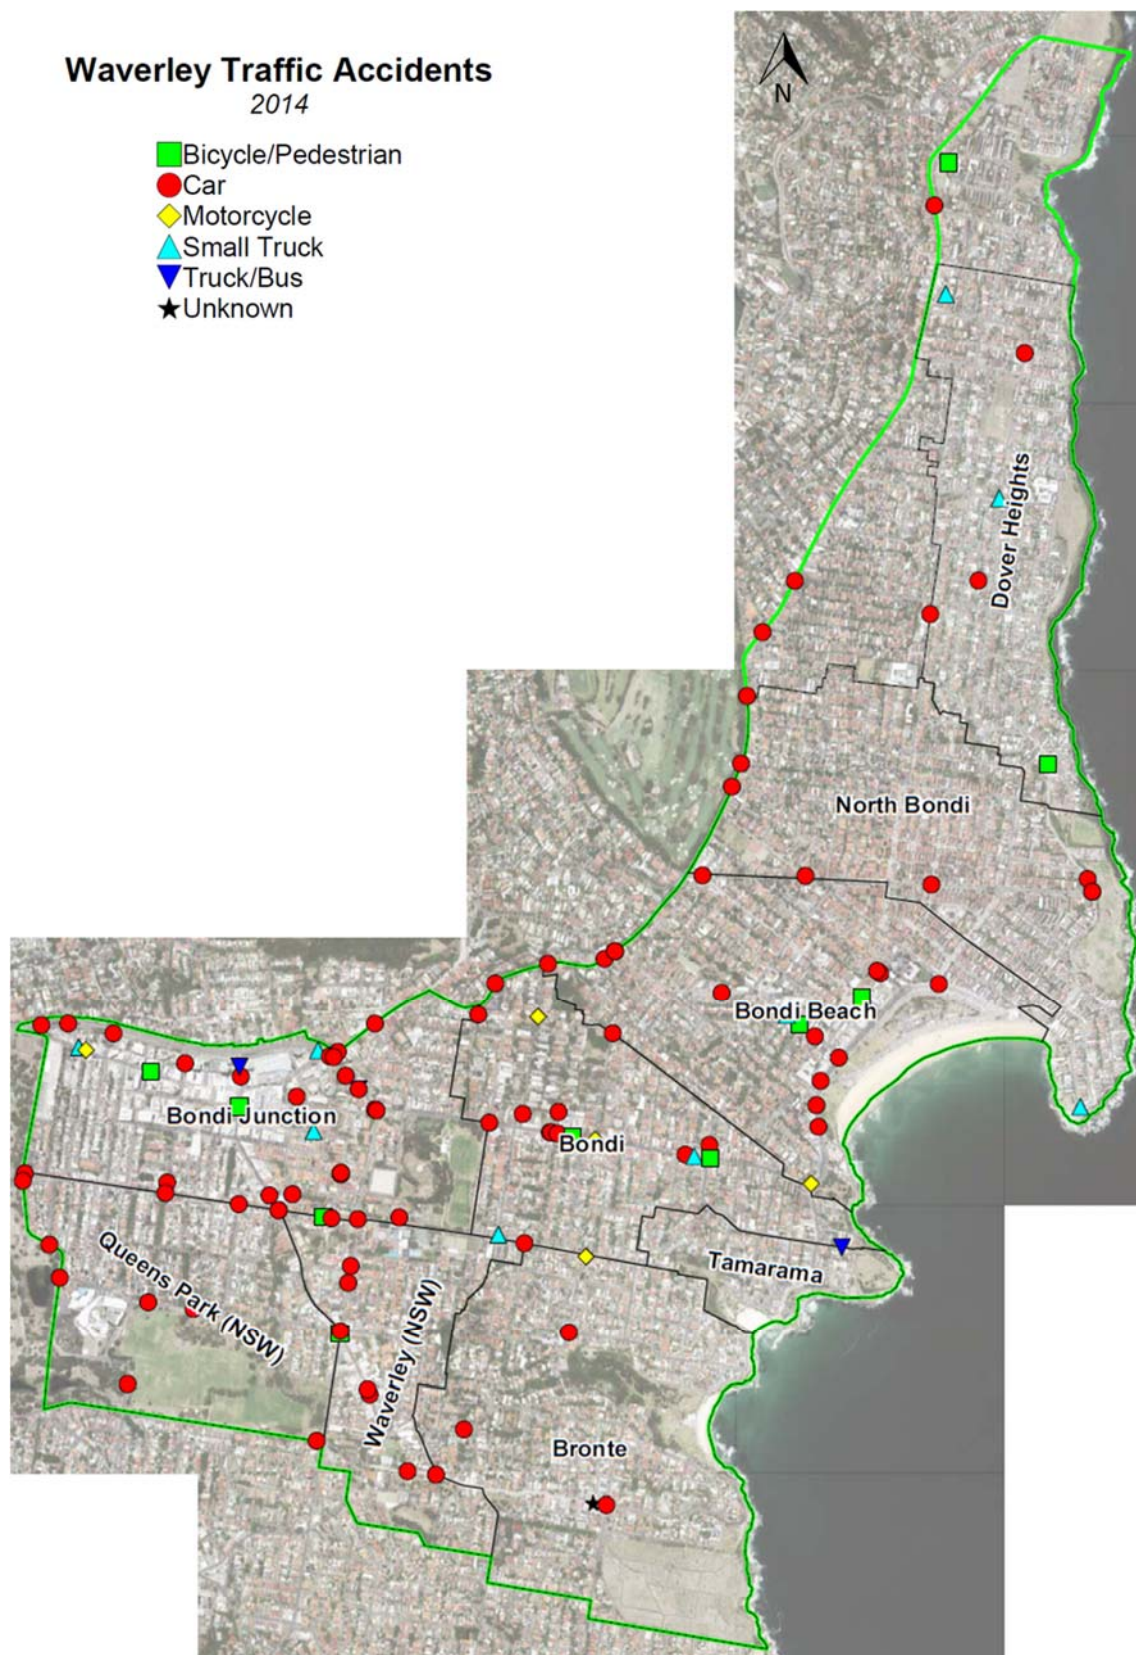 Waverley Traffic Accidents
2014
Bicycle/Pedestrian
Car
Motorcycle
Small Truck
Truck/Bus
Unknown
N
Dover Heights
North Bondi
Bondi Beach
Bondi Junction
Bondi
Tamarama
Queens Park (NSW)
Waverley (NSW)
Bronte